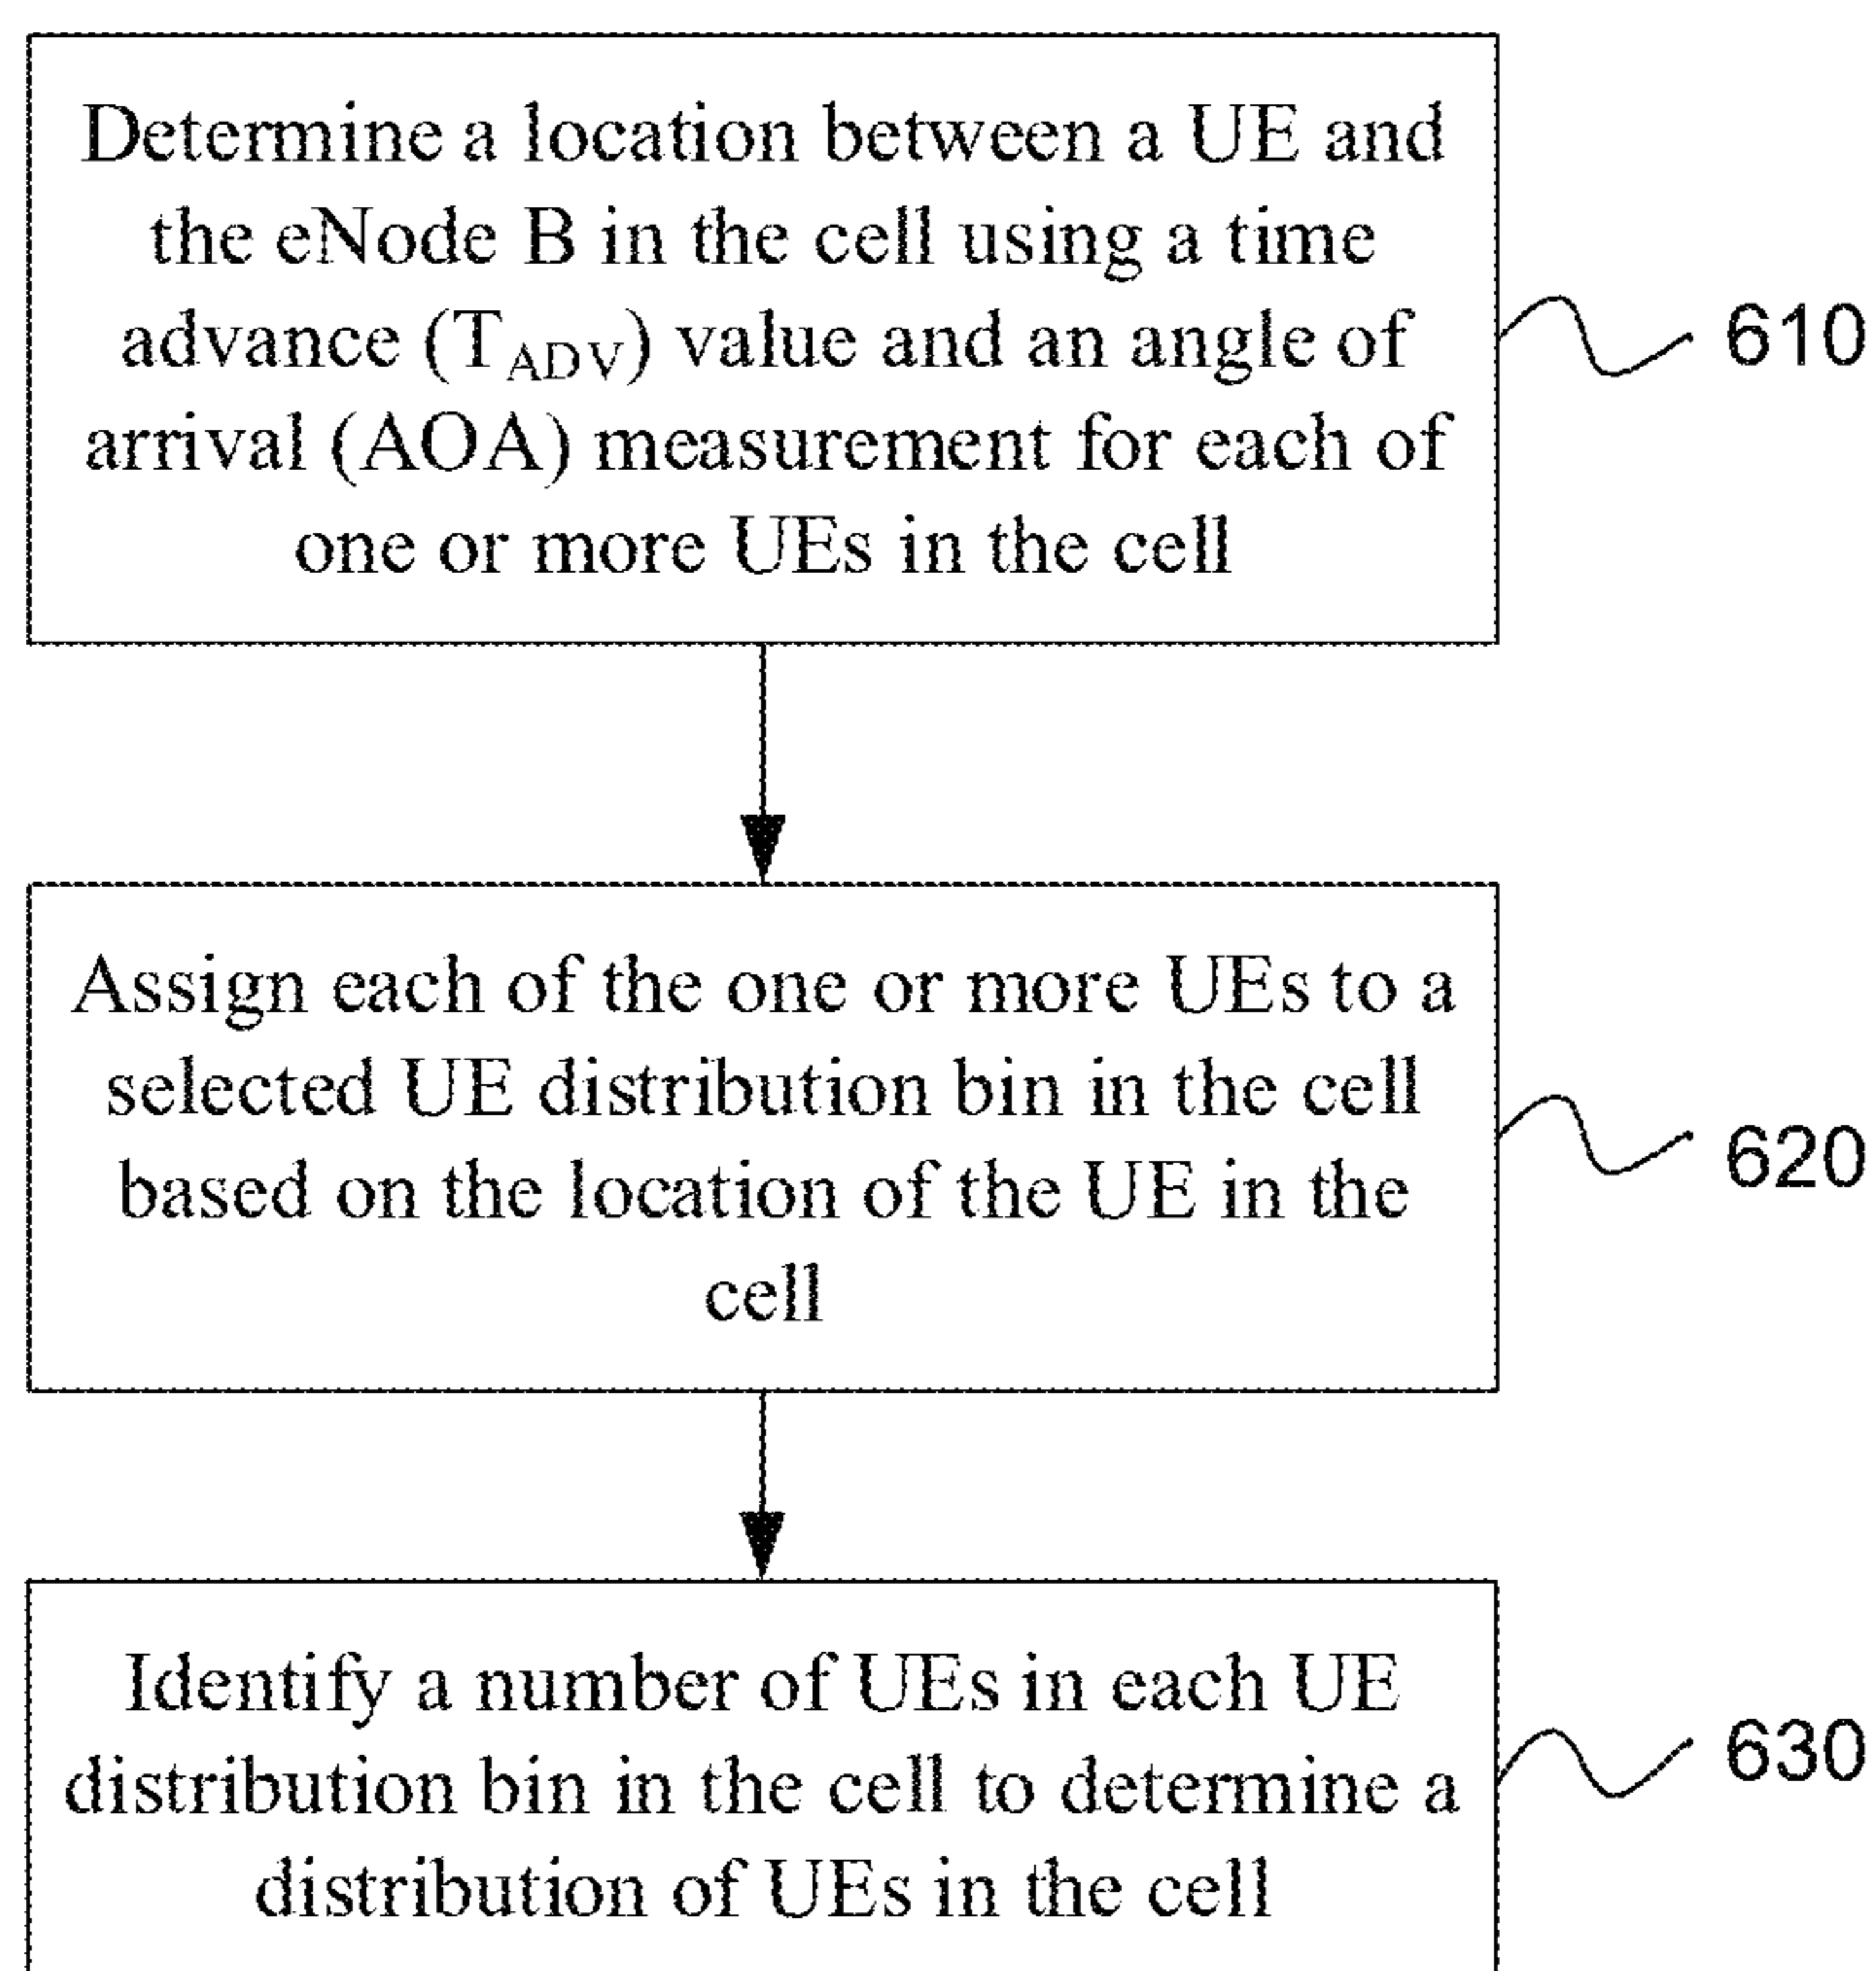 Determine a location between a UE and
the eNode B in the cell using a time
advance (TADV) value and an angle of
arrival (AOA) measurement for each of
one or more UEs in the cell
610
Assign each of the one or more UEs to a
selected UE distribution bin in the cell
based on the location of the UE in the
cell
620
Identify a number of UEs in each UE
distribution bin in the cell to determine a
distribution of UEs in the cell
630